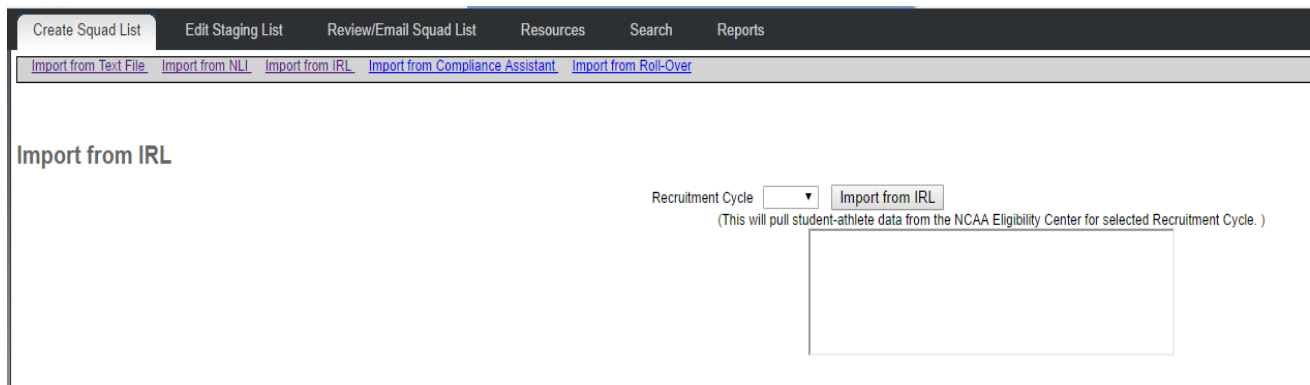 Create Squad List Edit Staging List Review/Email Squad List Resources Search Reports
Import from Text File Import from NLI Import from IRL Import from Compliance Assistant Import from Roll-Over
Import from IRL
Recruitment Cycle Import from IRL
(This will pull student-athlete data from the NCAA Eligibility Center for selected Recruitment Cycle. )